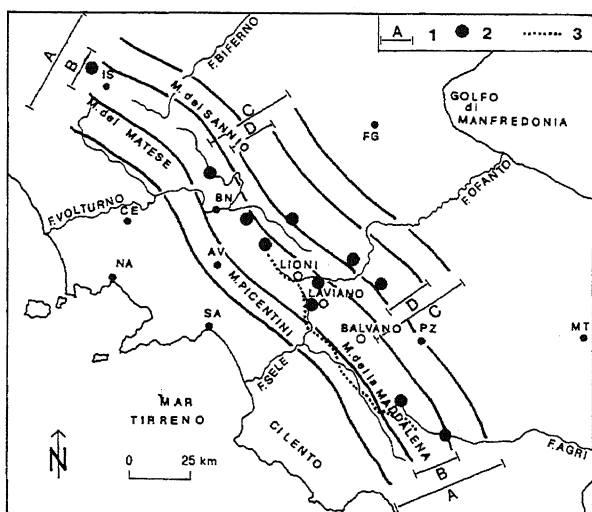 A 1 2 3
A
B
IS
F. BIFERNO
M. del SANNIO
M. del MATESE
C
D
GOLFO
di
MANFREDONIA
FG
F. OFANTO
F. VOLTURNO
CE
BN
NA
AV
LIONI
LAVIANO
M. PICENTINI
SA
BALVANO
D
C
PZ
MT
F. SELE
M. della MADDALENA
MAR
TIRRENO
CILENTO
N
0 25 km
F. AGRI
B
A